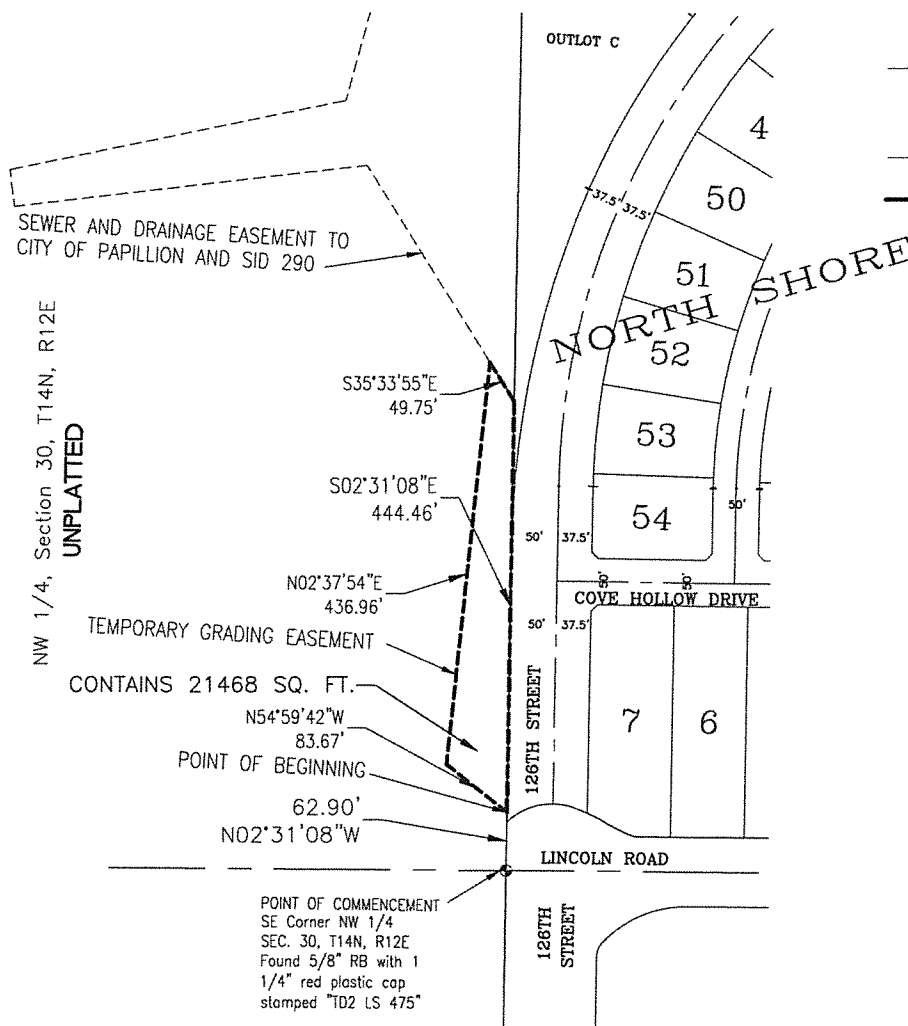 OUTLOT C
4
50
37.5' 37.5'
SEWER AND DRAINAGE EASEMENT TO
CITY OF PAPILLION AND SID 290
51
NORTH SHORE
52
NW 1/4, Section 30, T14N, R12E
UNPLATTED
S35°33'55"E
49.75'
53
S02°31'08"E
444.46'
54
50'
50'
37.5'
N02°37'54"E
436.96'
50'
50'
COVE HOLLOW DRIVE
TEMPORARY GRADING EASEMENT
50'
37.5'
CONTAINS 21468 SQ. FT.
N54°59'42"W
83.67'
126TH STREET
7
6
POINT OF BEGINNING
62.90'
N02°31'08"W
LINCOLN ROAD
POINT OF COMMENCEMENT
SE Corner NW 1/4
SEC. 30, T14N, R12E
Found 5/8" RB with 1
1/4" red plastic cap
stamped "TD2 LS 475"
126TH
STREET